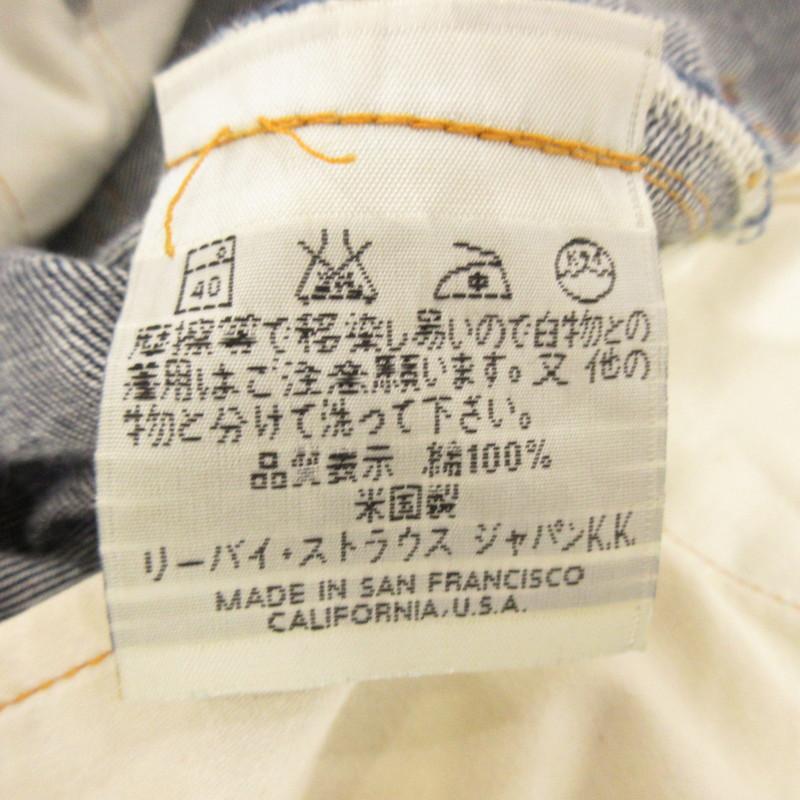 40
摩擦等で移染し易いので白物との
着用はご注意願います。又 他の
物と分けて洗って下さい。
品質表示 綿100%
米国製
リーバイ・ストラウス ジャパンK.K.
MADE IN SAN FRANCISCO
CALIFORNIA, U.S.A.